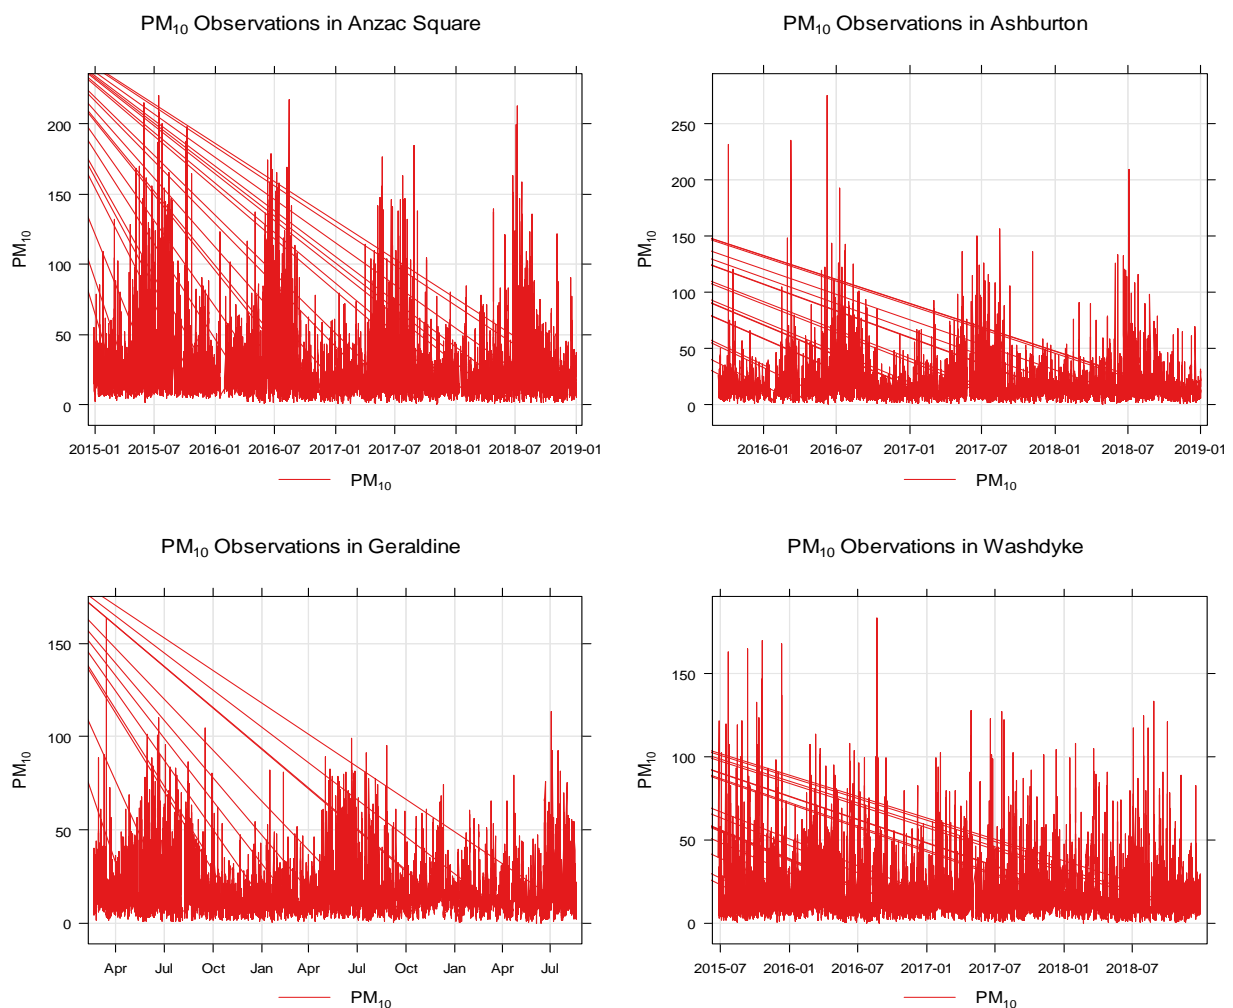 PM10 Observations in Anzac Square
PM10
200
150
100
50
0
2015-01 2015-07 2016-01 2016-07 2017-01 2017-07 2018-01 2018-07 2019-01
PM10
PM10 Observations in Ashburton
PM10
250
200
150
100
50
0
2016-01 2016-07 2017-01 2017-07 2018-01 2018-07 2019-01
PM10
PM10 Observations in Geraldine
PM10
150
100
50
0
Apr Jul Oct Jan Apr Jul Oct Jan Apr Jul
PM10
PM10 Obervations in Washdyke
PM10
150
100
50
0
2015-07 2016-01 2016-07 2017-01 2017-07 2018-01 2018-07
PM10